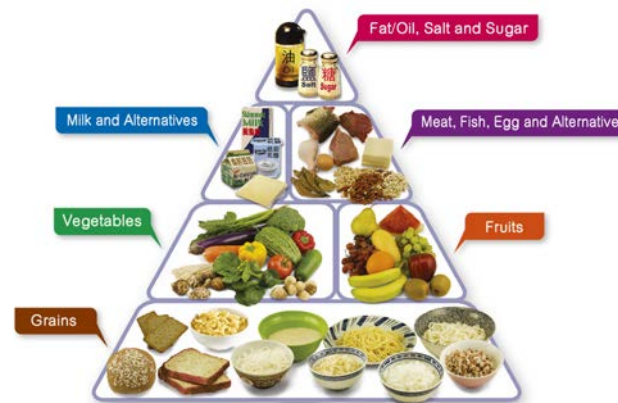 Fat/Oil, Salt and Sugar
油
Oil
鹽
Salt
糖
Sugar
Milk and Alternatives
Meat, Fish, Egg and Alternative
Vegetables
Fruits
Grains